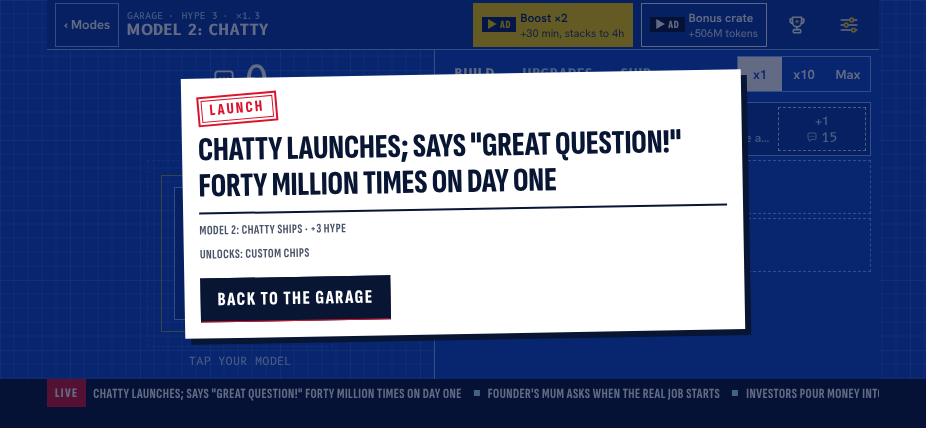 ‹ Modes
GARAGE · HYPE 3 · ×1.3
MODEL 2: CHATTY
AD
Boost ×2
+30 min, stacks to 4h
AD
Bonus crate
+506M tokens
0
BUILD
UPGRADES
SHIP
x1
x10
Max
LAUNCH
CHATTY LAUNCHES; SAYS "GREAT QUESTION!"
FORTY MILLION TIMES ON DAY ONE
MODEL 2: CHATTY SHIPS · +3 HYPE
UNLOCKS: CUSTOM CHIPS
BACK TO THE GARAGE
e a...
+1
15
TAP YOUR MODEL
LIVE
CHATTY LAUNCHES; SAYS "GREAT QUESTION!" FORTY MILLION TIMES ON DAY ONE
FOUNDER'S MUM ASKS WHEN THE REAL JOB STARTS
INVESTORS POUR MONEY INT